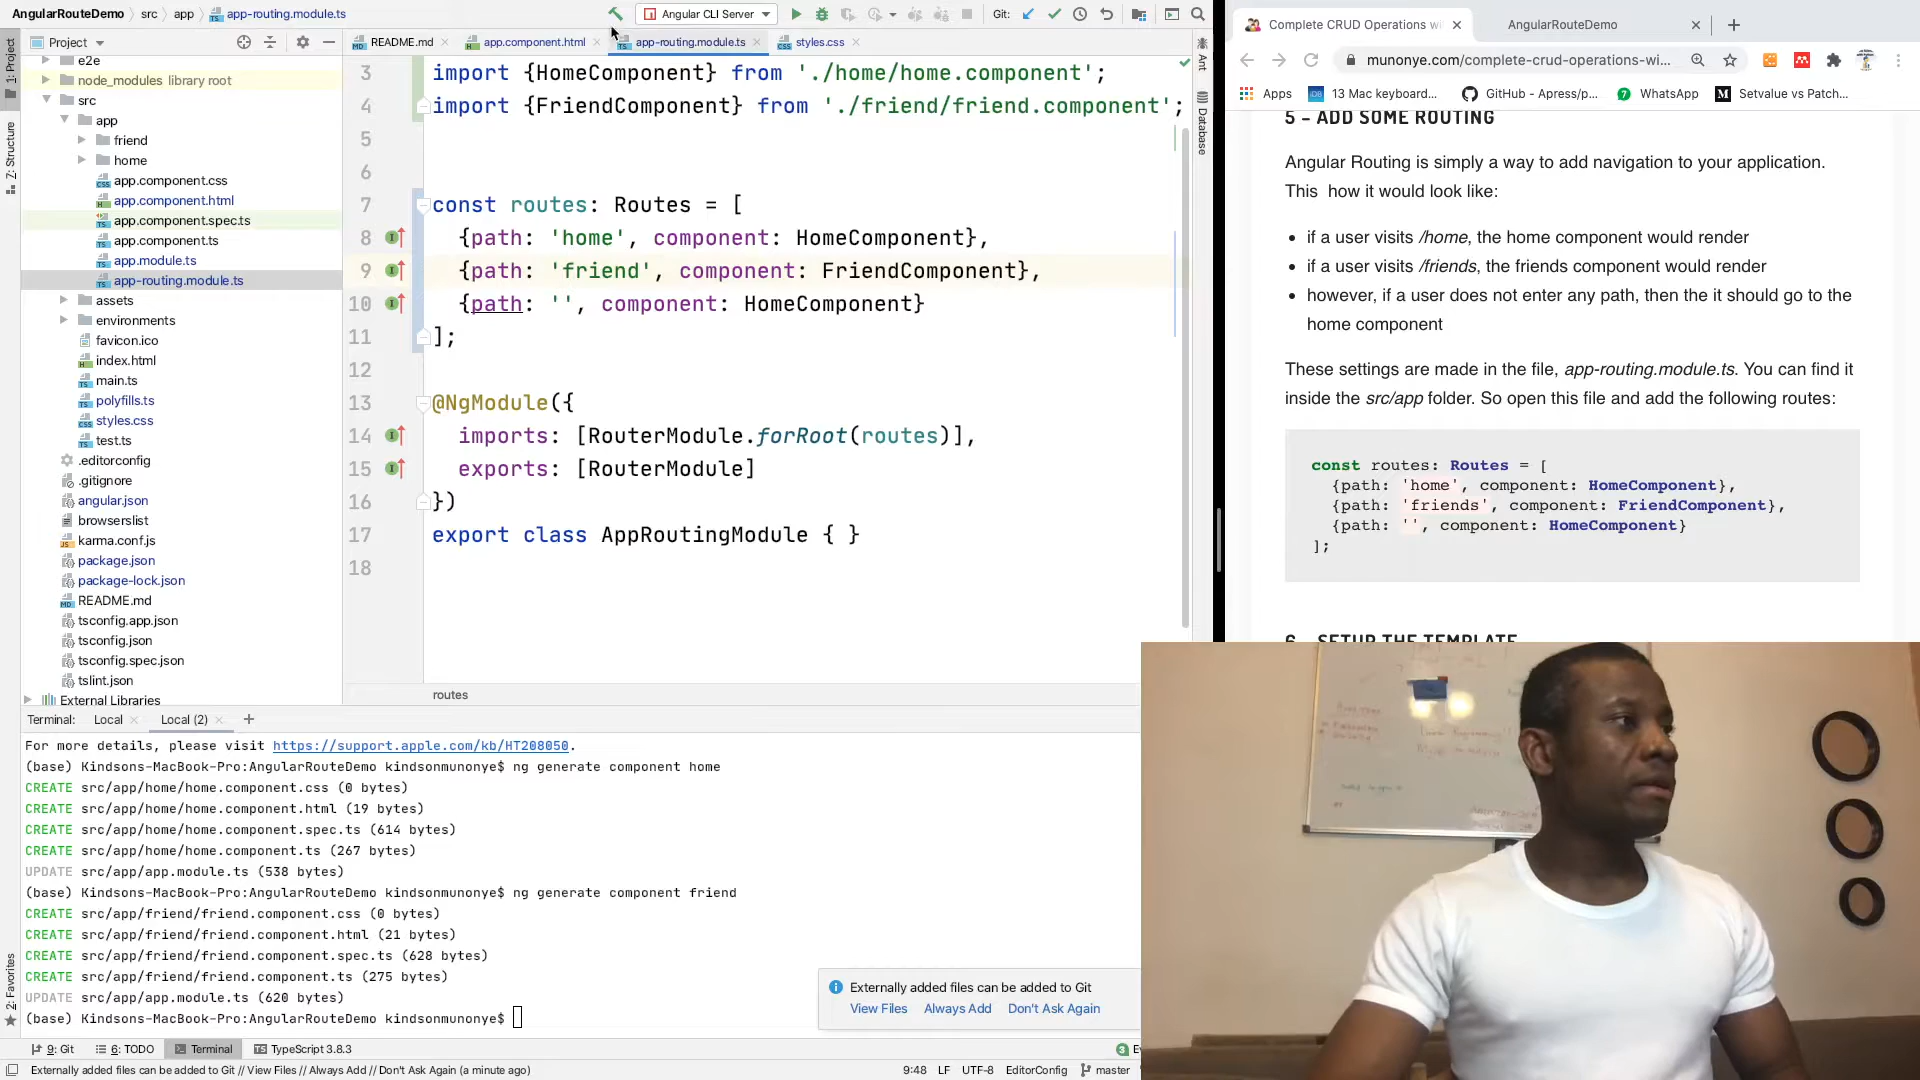 AngularRouteDemo › src › app › app-routing.module.ts
Angular CLI Server
Git:
Complete CRUD Operations wi
AngularRouteDemo
munonye.com/complete-crud-operations-wi...
Apps
13 Mac keyboard...
GitHub - Apress/p...
WhatsApp
Setvalue vs Patch...
1: Project
Z: Structure
2: Favorites
Ant
Database
Project
e2e
node_modules library root
src
app
friend
home
app.component.css
app.component.html
app.component.spec.ts
app.component.ts
app.module.ts
app-routing.module.ts
assets
environments
favicon.ico
index.html
main.ts
polyfills.ts
styles.css
test.ts
.editorconfig
.gitignore
angular.json
browserslist
karma.conf.js
package.json
package-lock.json
README.md
tsconfig.app.json
tsconfig.json
tsconfig.spec.json
tslint.json
External Libraries
README.md
app.component.html
app-routing.module.ts
styles.css
3 import {HomeComponent} from './home/home.component';
4 import {FriendComponent} from './friend/friend.component';
5
6
7 const routes: Routes = [
8 {path: 'home', component: HomeComponent},
9 {path: 'friend', component: FriendComponent},
10 {path: '', component: HomeComponent}
11 ];
12
13 @NgModule({
14 imports: [RouterModule.forRoot(routes)],
15 exports: [RouterModule]
16 })
17 export class AppRoutingModule { }
18
routes
5 – ADD SOME ROUTING
Angular Routing is simply a way to add navigation to your application.
This how it would look like:
• if a user visits /home, the home component would render
• if a user visits /friends, the friends component would render
• however, if a user does not enter any path, then the it should go to the
home component
These settings are made in the file, app-routing.module.ts. You can find it
inside the src/app folder. So open this file and add the following routes:
const routes: Routes = [
{path: 'home', component: HomeComponent},
{path: 'friends', component: FriendComponent},
{path: '', component: HomeComponent}
];
6 – SETUP THE TEMPLATE
Terminal: Local Local (2)
For more details, please visit https://support.apple.com/kb/HT208050.
(base) Kindsons-MacBook-Pro:AngularRouteDemo kindsonmunonye$ ng generate component home
CREATE src/app/home/home.component.css (0 bytes)
CREATE src/app/home/home.component.html (19 bytes)
CREATE src/app/home/home.component.spec.ts (614 bytes)
CREATE src/app/home/home.component.ts (267 bytes)
UPDATE src/app/app.module.ts (538 bytes)
(base) Kindsons-MacBook-Pro:AngularRouteDemo kindsonmunonye$ ng generate component friend
CREATE src/app/friend/friend.component.css (0 bytes)
CREATE src/app/friend/friend.component.html (21 bytes)
CREATE src/app/friend/friend.component.spec.ts (628 bytes)
CREATE src/app/friend/friend.component.ts (275 bytes)
UPDATE src/app/app.module.ts (620 bytes)
(base) Kindsons-MacBook-Pro:AngularRouteDemo kindsonmunonye$
Externally added files can be added to Git
View Files Always Add Don't Ask Again
9: Git 6: TODO Terminal TypeScript 3.8.3
Externally added files can be added to Git // View Files // Always Add // Don't Ask Again (a minute ago)
9:48 LF UTF-8 EditorConfig master